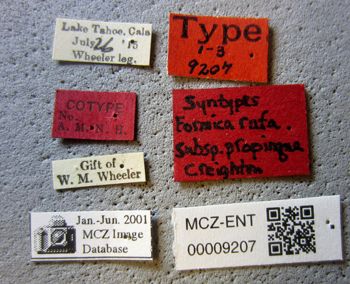 Lake Tahoe, Cala
July 26 '15
Wheeler leg.
Type
1-3
9207
COTYPE
No.
A. M. N. H.
Syntypes
Formica rufa.
subsp. propinqua
Creighton
Gift of
W. M. Wheeler
Jan.-Jun. 2001
MCZ Image
Database
MCZ-ENT
00009207